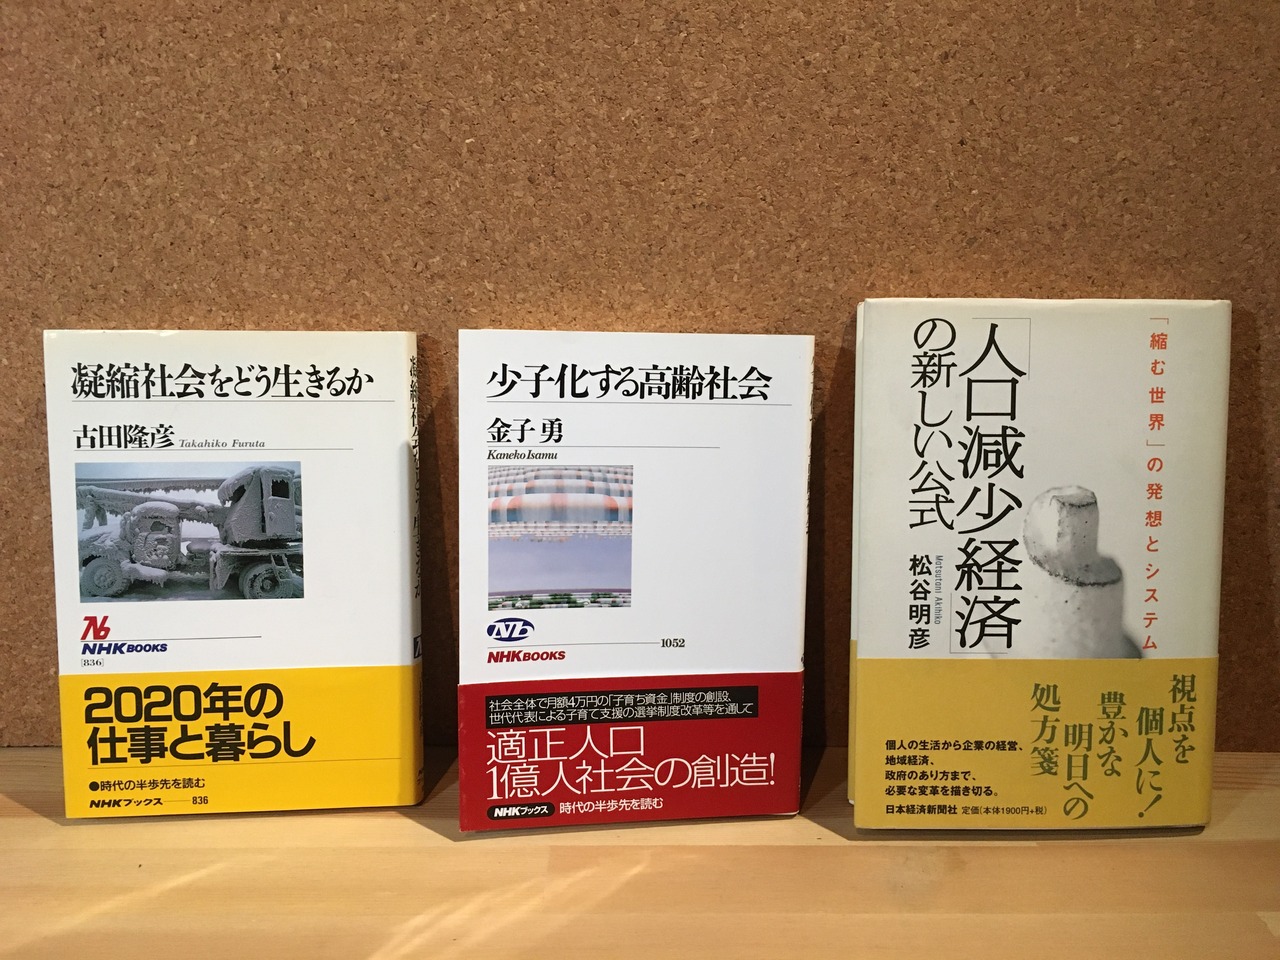 凝縮社会をどう生きるか
古田隆彦 Takahiko Furuta
NHK BOOKS
[836]
2020年の
仕事と暮らし
●時代の半歩先を読む
NHKブックス──836
少子化する高齢社会
金子 勇
Kaneko Isamu
Nb
1052
NHK BOOKS
社会全体で月額4万円の「子育ち資金」制度の創設、
世代代表による子育て支援の選挙制度改革等を通して
適正人口
1億人社会の創造!
NHKブックス 時代の半歩先を読む
「縮む世界」の発想とシステム
「人口減少経済」
の新しい公式
松谷明彦
Matsutani Akihiko
視点を
個人に!
豊かな
明日への
処方箋
個人の生活から企業の経営、
地域経済、
政府のあり方まで、
必要な変革を描き切る。
日本経済新聞社 定価(本体1900円+税)